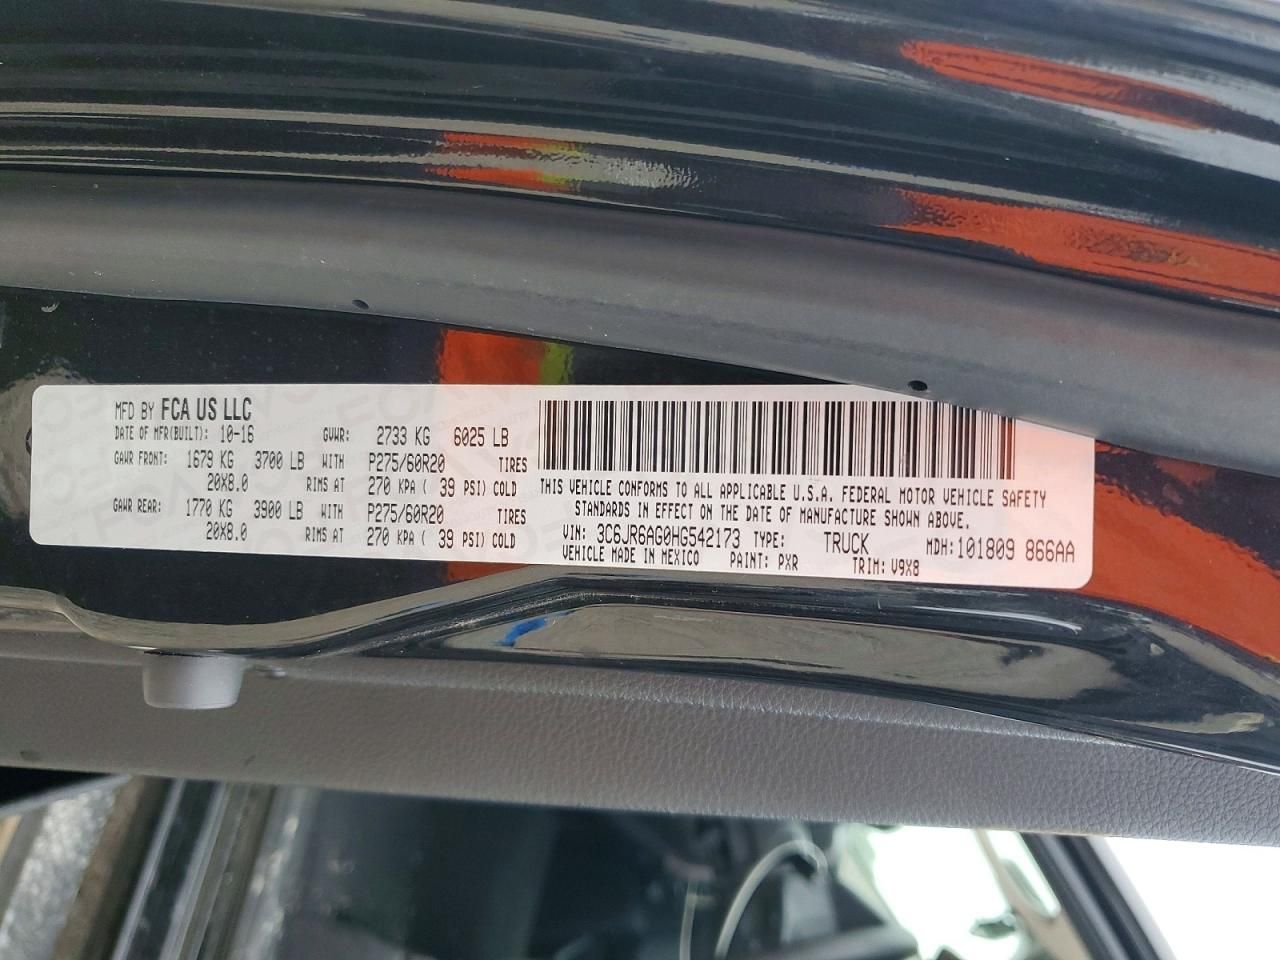 MFD BY FCA US LLC
DATE OF MFR(BUILT): 10-16 GVWR: 2733 KG 6025 LB
GAWR FRONT: 1679 KG 3700 LB WITH P275/60R20 TIRES
20X8.0 RIMS AT 270 KPA ( 39 PSI) COLD
GAWR REAR: 1770 KG 3900 LB WITH P275/60R20 TIRES
20X8.0 RIMS AT 270 KPA ( 39 PSI) COLD
THIS VEHICLE CONFORMS TO ALL APPLICABLE U.S.A. FEDERAL MOTOR VEHICLE SAFETY
STANDARDS IN EFFECT ON THE DATE OF MANUFACTURE SHOWN ABOVE.
VIN: 3C6JR6AG0HG542173 TYPE: TRUCK MDH: 101809 866AA
VEHICLE MADE IN MEXICO PAINT: PXR TRIM: V9X8